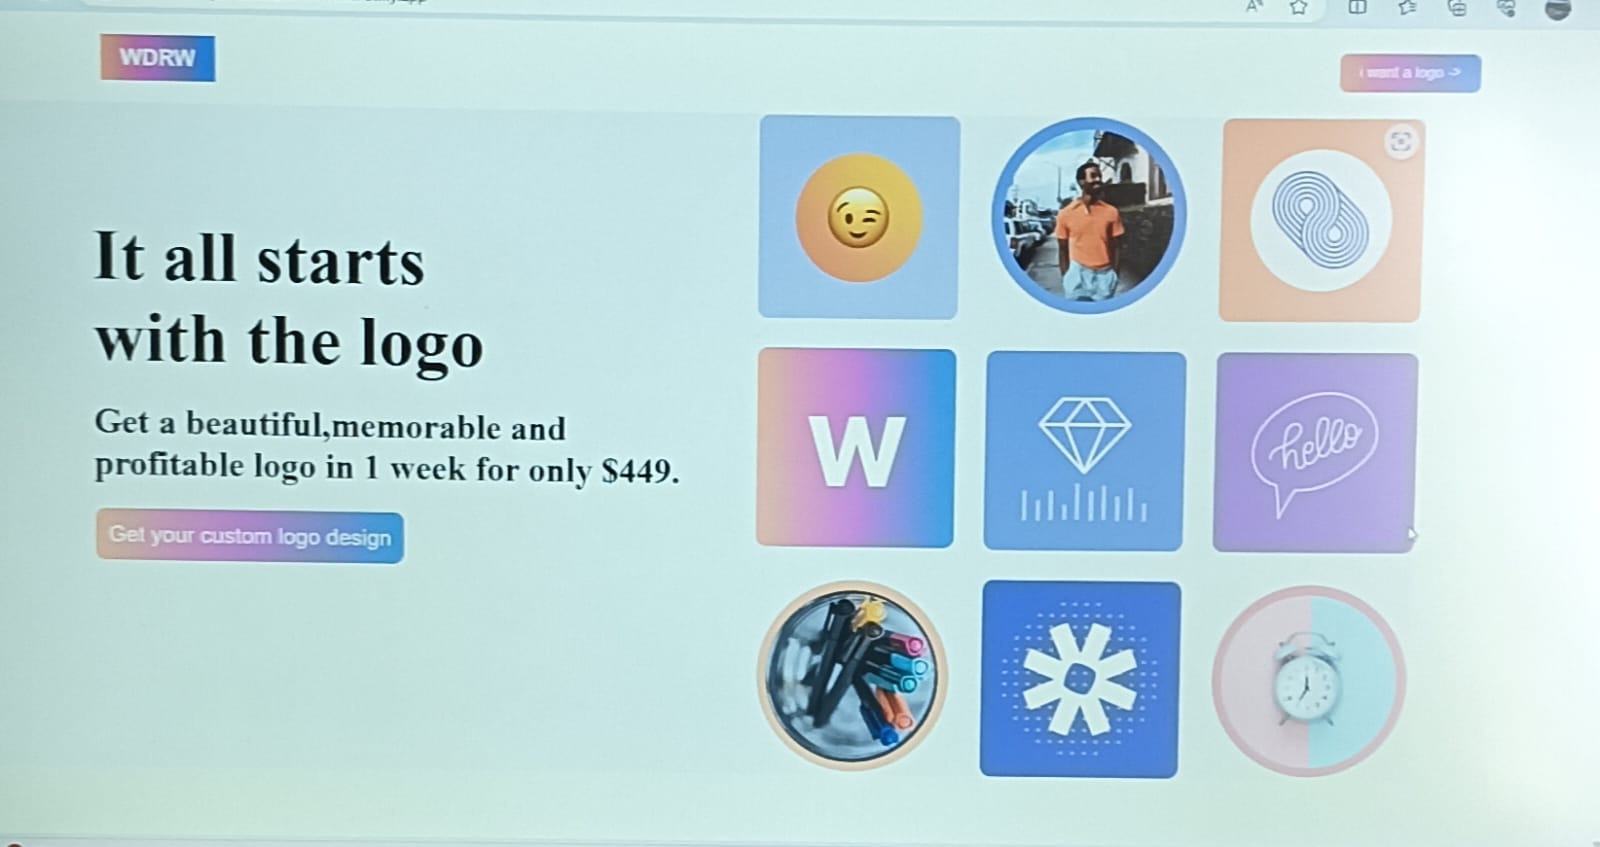 WDRW
i want a logo ->
It all starts
with the logo
Get a beautiful,memorable and
profitable logo in 1 week for only $449.
Get your custom logo design
W
hello